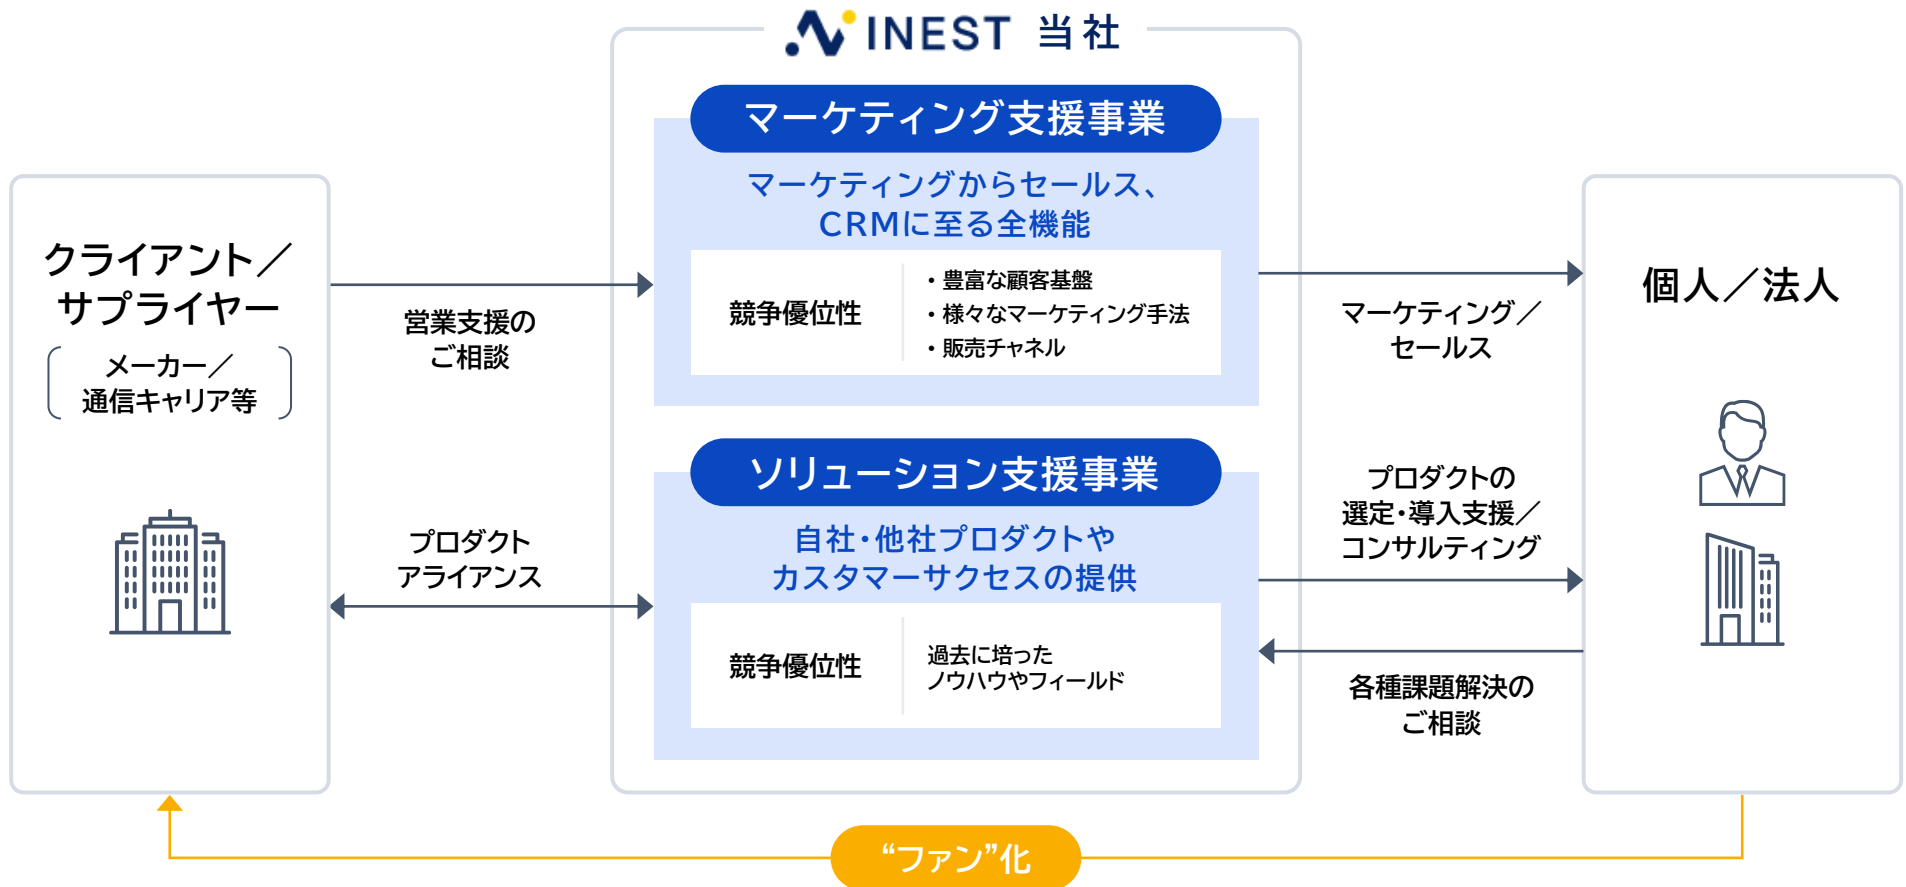 INEST 当社
クライアント／
サプライヤー
メーカー／
通信キャリア等
営業支援の
ご相談
プロダクト
アライアンス
マーケティング支援事業
マーケティングからセールス、
CRMに至る全機能
競争優位性
・豊富な顧客基盤
・様々なマーケティング手法
・販売チャネル
ソリューション支援事業
自社・他社プロダクトや
カスタマーサクセスの提供
競争優位性
過去に培った
ノウハウやフィールド
マーケティング／
セールス
プロダクトの
選定・導入支援／
コンサルティング
各種課題解決の
ご相談
個人／法人
“ファン”化